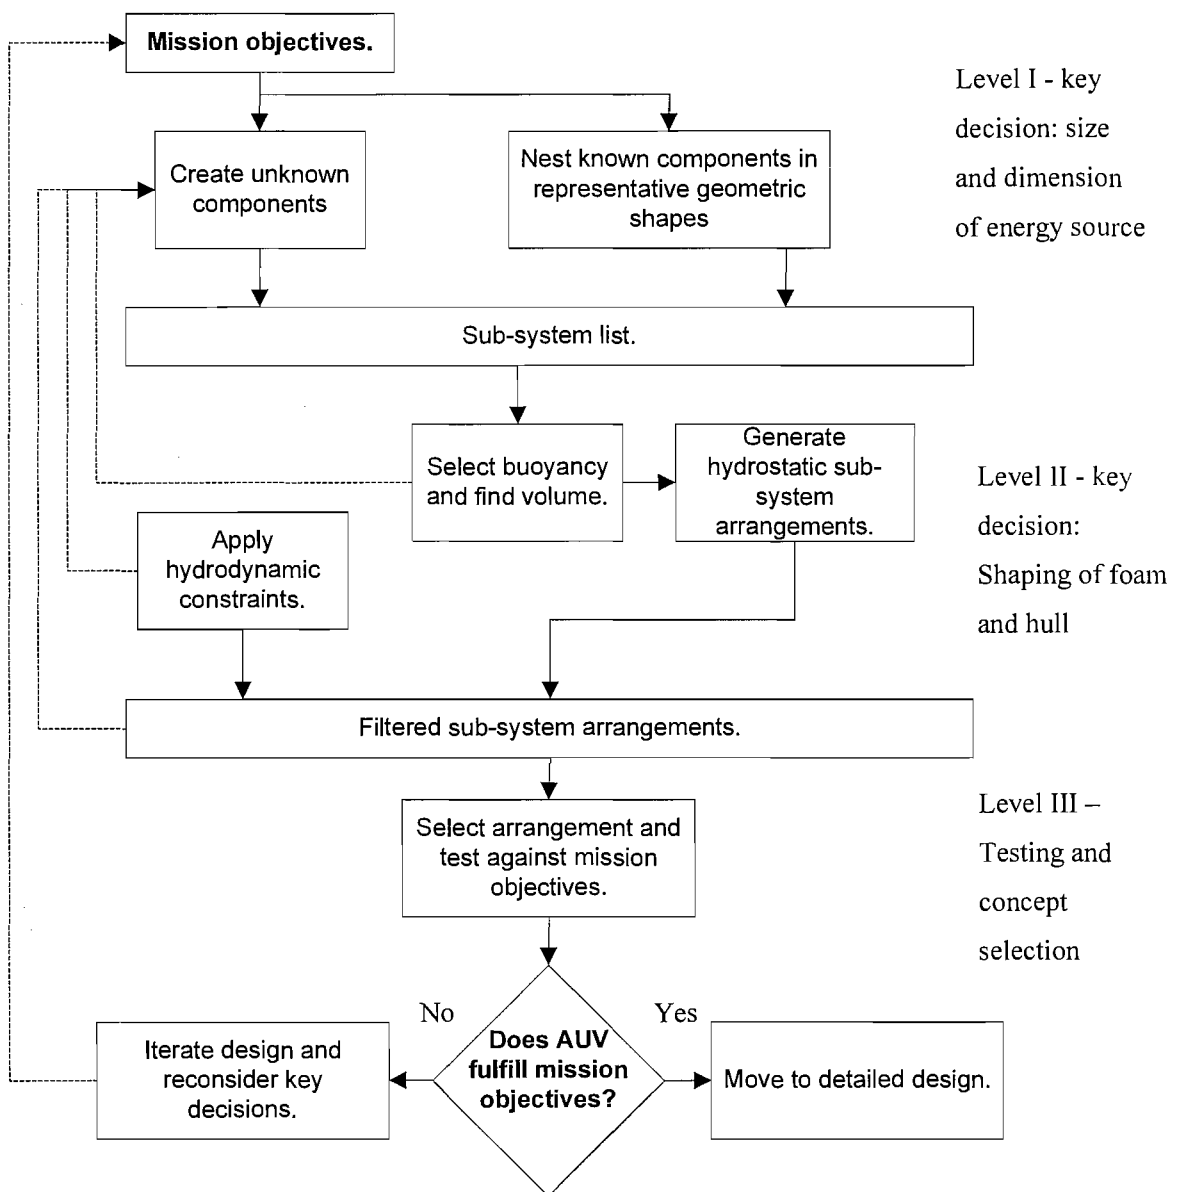 Mission objectives.
Level I - key
decision: size
and dimension
of energy source
Create unknown
components
Nest known components in
representative geometric
shapes
Sub-system list.
Select buoyancy
and find volume.
Generate
hydrostatic sub-
system
arrangements.
Level II - key
decision:
Shaping of foam
and hull
Apply
hydrodynamic
constraints.
Filtered sub-system arrangements.
Select arrangement and
test against mission
objectives.
Level III –
Testing and
concept
selection
No
Yes
Does AUV
fulfill mission
objectives?
Iterate design and
reconsider key
decisions.
Move to detailed design.